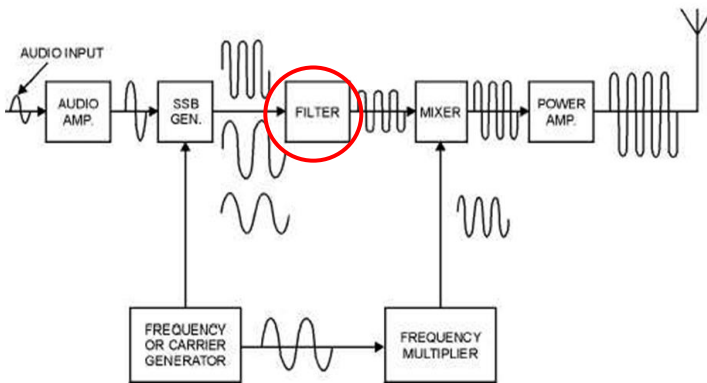 AUDIO INPUT
AUDIO
AMP.
SSB
GEN.
FILTER
MIXER
POWER
AMP.
FREQUENCY
OR CARRIER
GENERATOR
FREQUENCY
MULTIPLIER